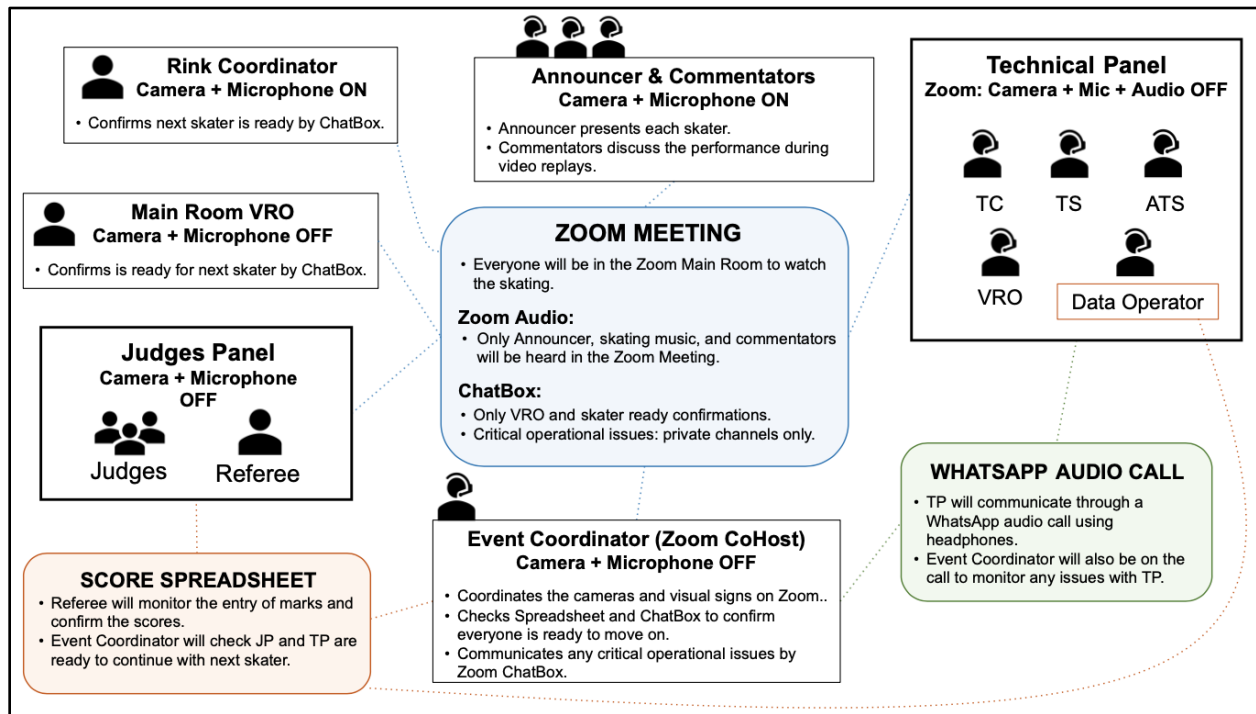 Rink Coordinator
Camera + Microphone ON
• Confirms next skater is ready by ChatBox.
Main Room VRO
Camera + Microphone OFF
• Confirms is ready for next skater by ChatBox.
Judges Panel
Camera + Microphone
OFF
Judges
Referee
SCORE SPREADSHEET
• Referee will monitor the entry of marks and
confirm the scores.
• Event Coordinator will check JP and TP are
ready to continue with next skater.
Announcer & Commentators
Camera + Microphone ON
• Announcer presents each skater.
• Commentators discuss the performance during
video replays.
ZOOM MEETING
• Everyone will be in the Zoom Main Room to watch
the skating.
Zoom Audio:
• Only Announcer, skating music, and commentators
will be heard in the Zoom Meeting.
ChatBox:
• Only VRO and skater ready confirmations.
• Critical operational issues: private channels only.
Event Coordinator (Zoom CoHost)
Camera + Microphone OFF
• Coordinates the cameras and visual signs on Zoom..
• Checks Spreadsheet and ChatBox to confirm
everyone is ready to move on.
• Communicates any critical operational issues by
Zoom ChatBox.
Technical Panel
Zoom: Camera + Mic + Audio OFF
TC
TS
ATS
VRO
Data Operator
WHATSAPP AUDIO CALL
• TP will communicate through a
WhatsApp audio call using
headphones.
• Event Coordinator will also be on the
call to monitor any issues with TP.